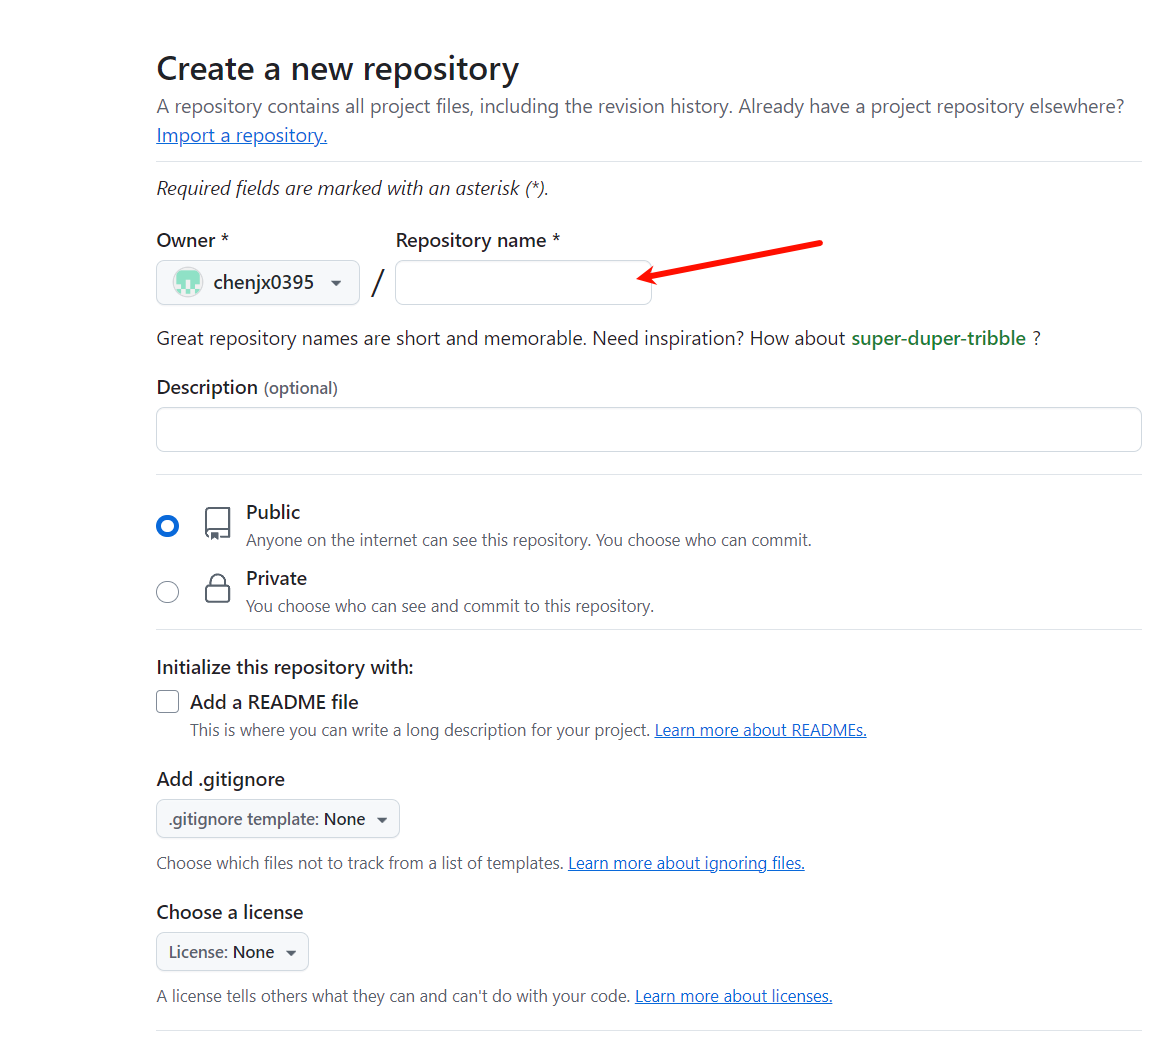 Create a new repository
A repository contains all project files, including the revision history. Already have a project repository elsewhere?
Import a repository.
Required fields are marked with an asterisk (*).
Owner * Repository name *
chenjx0395 /
Great repository names are short and memorable. Need inspiration? How about super-duper-tribble ?
Description (optional)
Public
Anyone on the internet can see this repository. You choose who can commit.
Private
You choose who can see and commit to this repository.
Initialize this repository with:
Add a README file
This is where you can write a long description for your project. Learn more about READMEs.
Add .gitignore
.gitignore template: None
Choose which files not to track from a list of templates. Learn more about ignoring files.
Choose a license
License: None
A license tells others what they can and can't do with your code. Learn more about licenses.